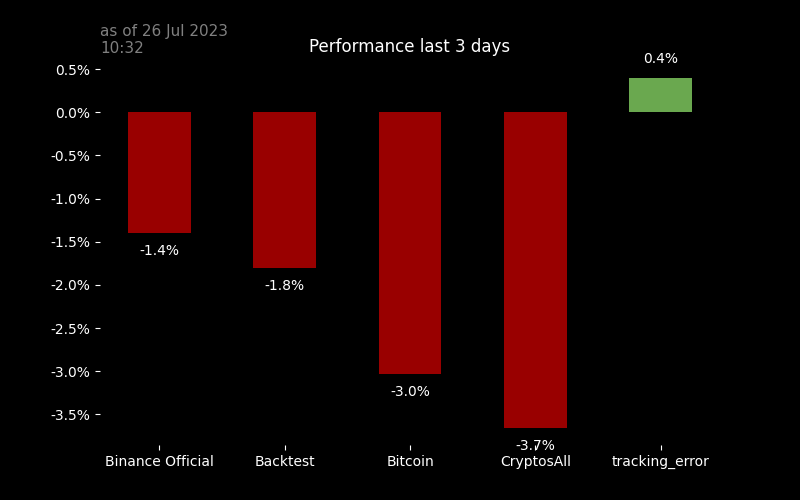 as of 26 Jul 2023
10:32
Performance last 3 days
0.4%
0.5%
0.0%
-0.5%
-1.0%
-1.5%
-2.0%
-2.5%
-3.0%
-3.5%
-1.4%
-1.8%
-3.0%
-3.7%
Binance Official
Backtest
Bitcoin
CryptosAll
tracking_error